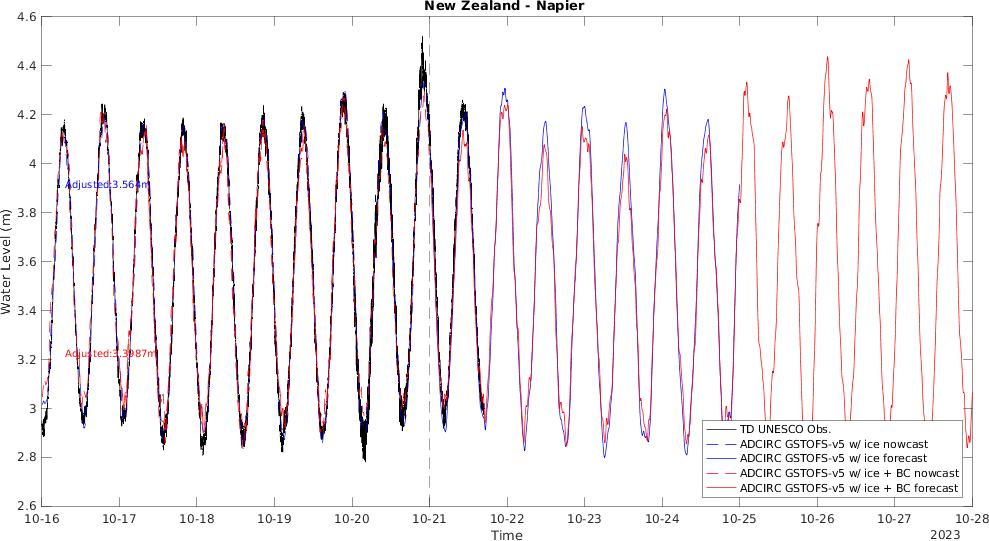 New Zealand - Napier
4.6
4.4
4.2
4
3.8
3.6
3.4
3.2
3
2.8
2.6
Water Level (m)
Adjusted:3.564m
Adjusted:3.3987m
TD UNESCO Obs.
ADCIRC GSTOFS-v5 w/ ice nowcast
ADCIRC GSTOFS-v5 w/ ice forecast
ADCIRC GSTOFS-v5 w/ ice + BC nowcast
ADCIRC GSTOFS-v5 w/ ice + BC forecast
10-16 10-17 10-18 10-19 10-20 10-21 10-22 10-23 10-24 10-25 10-26 10-27 10-28
Time
2023